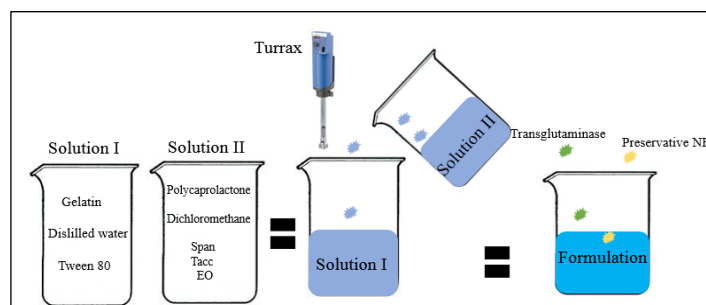 Turrax
Solution I
Solution II
Gelatin
Dislilled water
Tween 80
Polycaprolactone
Dichloromethane
Span
Tacc
EO
Solution I
Solution II
Transglutaminase
Preservative NE
Formulation